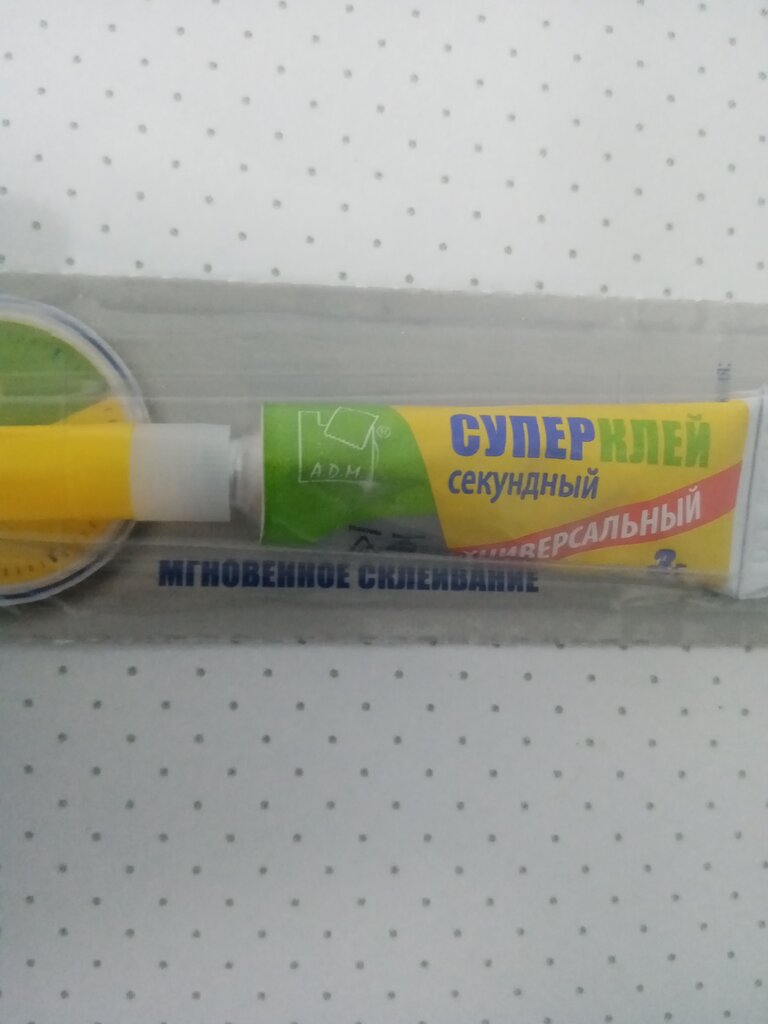 A.D.M.
®
СУПЕРКЛЕЙ
секундный
УНИВЕРСАЛЬНЫЙ
МГНОВЕННОЕ СКЛЕИВАНИЕ